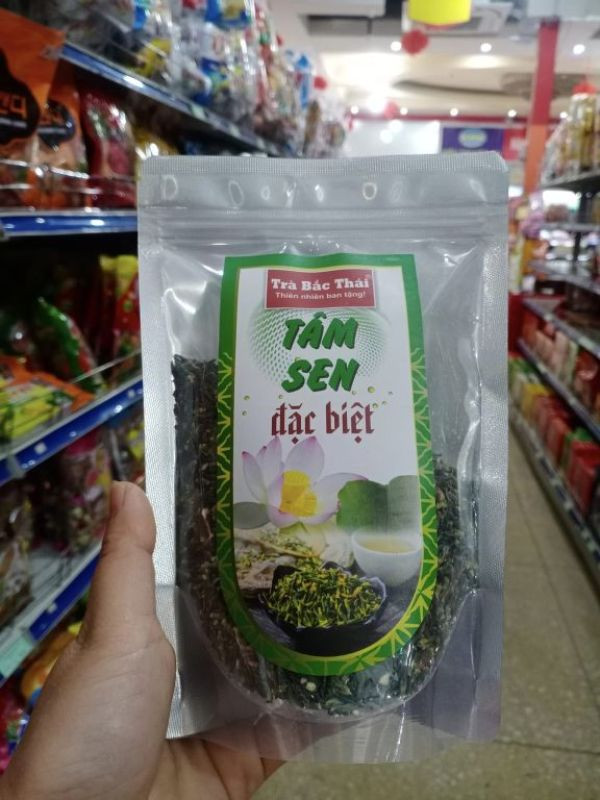 Trà Bắc Thái
Thiên nhiên ban tặng!
TÂM
SEN
đặc biệt